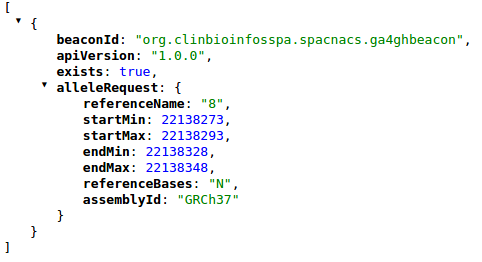 [
{
beaconId: "org.clinbioinfosspa.spacnacs.ga4ghbeacon",
apiVersion: "1.0.0",
exists: true,
alleleRequest: {
referenceName: "8",
startMin: 22138273,
startMax: 22138293,
endMin: 22138328,
endMax: 22138348,
referenceBases: "N",
assemblyId: "GRCh37"
}
}
]